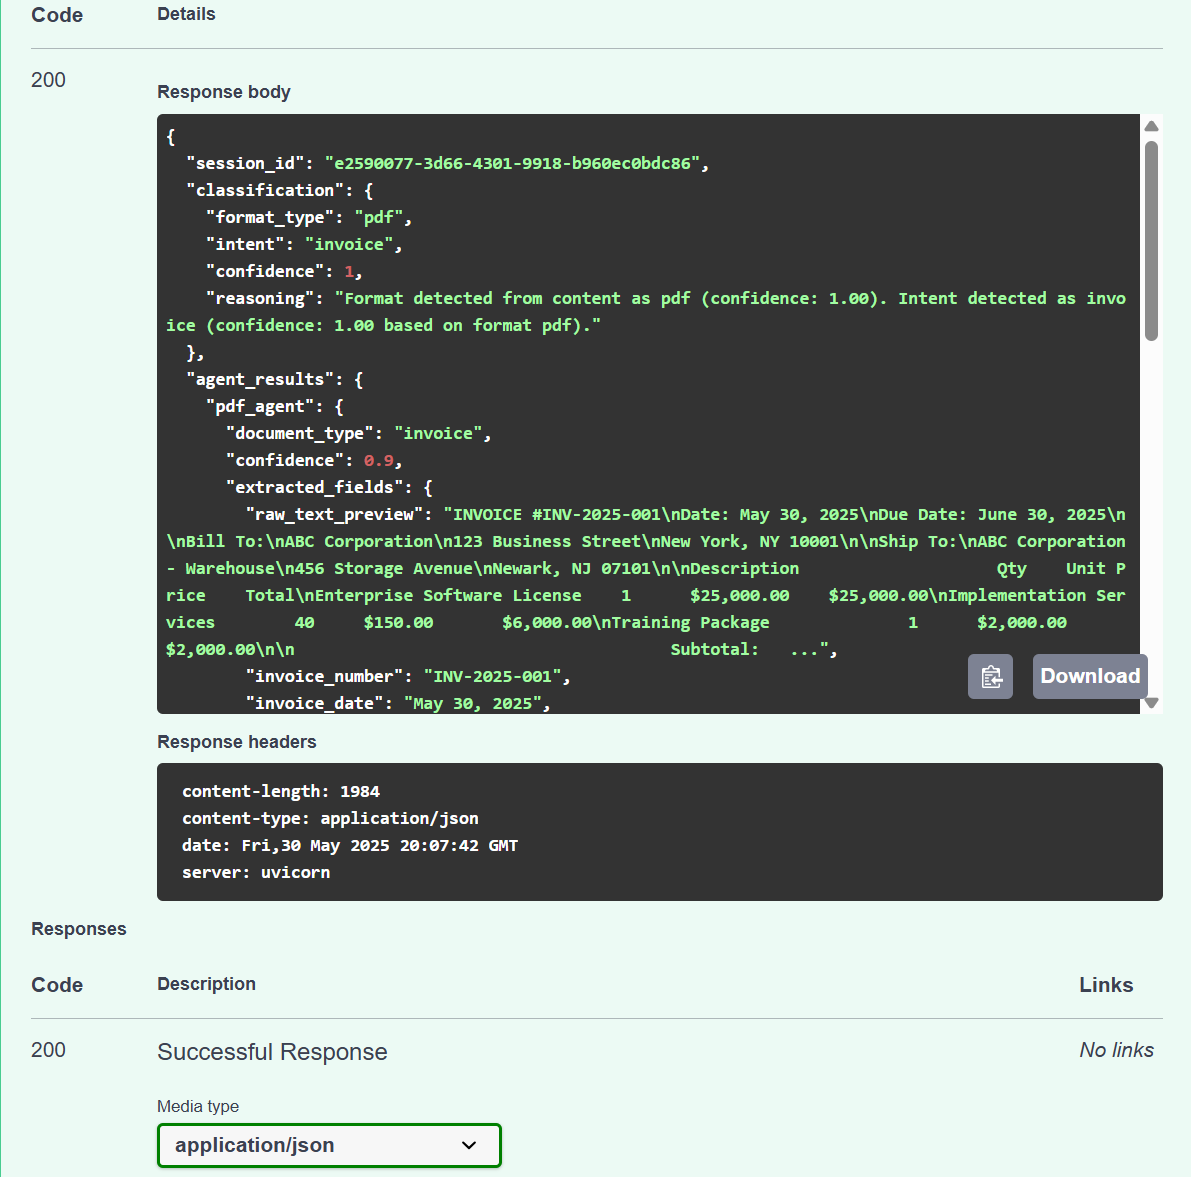 Code Details
200
Response body
{
  "session_id": "e2590077-3d66-4301-9918-b960ec0bdc86",
  "classification": {
    "format_type": "pdf",
    "intent": "invoice",
    "confidence": 1,
    "reasoning": "Format detected from content as pdf (confidence: 1.00). Intent detected as invo
ice (confidence: 1.00 based on format pdf)."
  },
  "agent_results": {
    "pdf_agent": {
      "document_type": "invoice",
      "confidence": 0.9,
      "extracted_fields": {
        "raw_text_preview": "INVOICE #INV-2025-001\nDate: May 30, 2025\nDue Date: June 30, 2025\n
\nBill To:\nABC Corporation\n123 Business Street\nNew York, NY 10001\n\nShip To:\nABC Corporation
- Warehouse\n456 Storage Avenue\nNewark, NJ 07101\n\nDescription                    Qty    Unit P
rice    Total\nEnterprise Software License    1      $25,000.00    $25,000.00\nImplementation Ser
vices        40     $150.00       $6,000.00\nTraining Package              1      $2,000.00
$2,000.00\n\n                                      Subtotal:   ...",
        "invoice_number": "INV-2025-001",
        "invoice_date": "May 30, 2025",
Download
Response headers
content-length: 1984
content-type: application/json
date: Fri,30 May 2025 20:07:42 GMT
server: uvicorn
Responses
Code Description Links
200 Successful Response No links
Media type
application/json